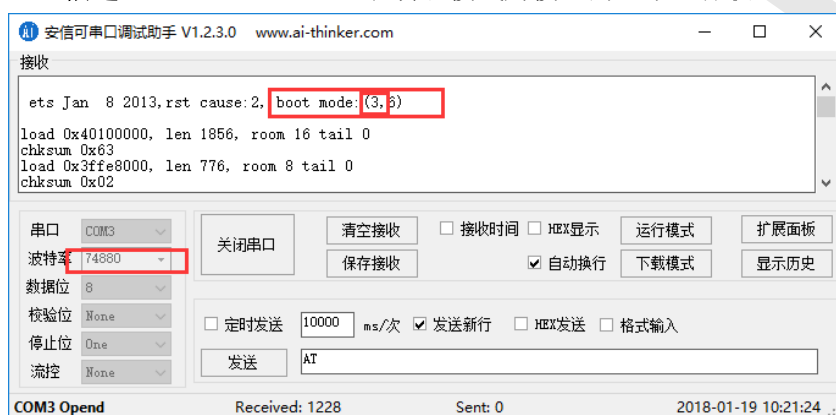 安信可串口调试助手 V1.2.3.0 www.ai-thinker.com
接收
ets Jan 8 2013,rst cause:2, boot mode:(3,6)
load 0x40100000, len 1856, room 16 tail 0
chksum 0x63
load 0x3ffe8000, len 776, room 8 tail 0
chksum 0x02
串口 COM3
波特率 74880
数据位 8
校验位 None
停止位 One
流控 None
关闭串口
清空接收 接收时间 HEX显示 运行模式 扩展面板
保存接收 自动换行 下载模式 显示历史
定时发送 10000 ms/次 发送新行 HEX发送 格式输入
发送 AT
COM3 Opend Received: 1228 Sent: 0 2018-01-19 10:21:24